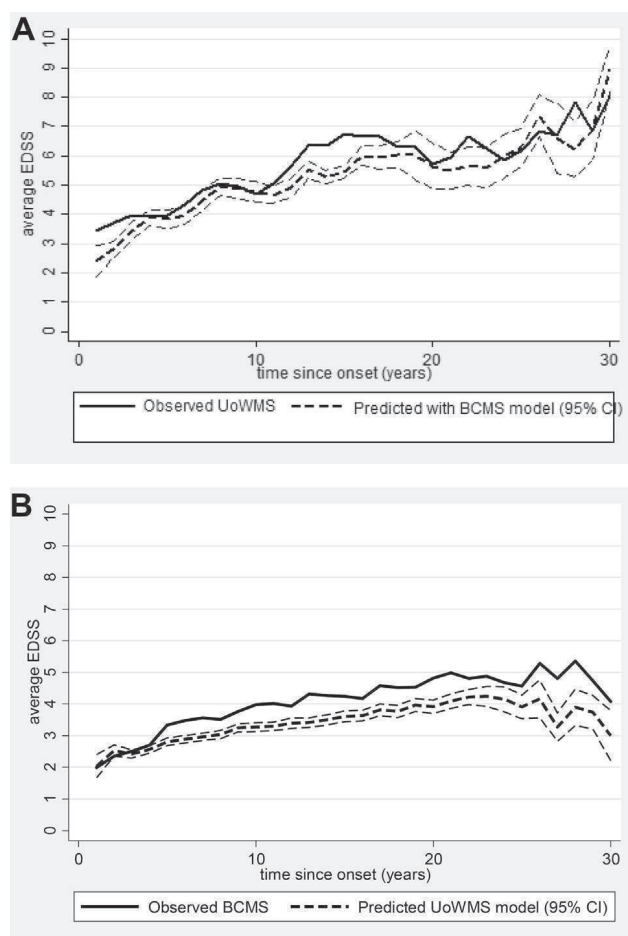 A
average EDSS
10
9
8
7
6
5
4
3
2
1
0
0 10 20 30
time since onset (years)
Observed UoWMS Predicted with BCMS model (95% CI)
B
average EDSS
10
9
8
7
6
5
4
3
2
1
0
0 10 20 30
time since onset (years)
Observed BCMS Predicted UoWMS model (95% CI)